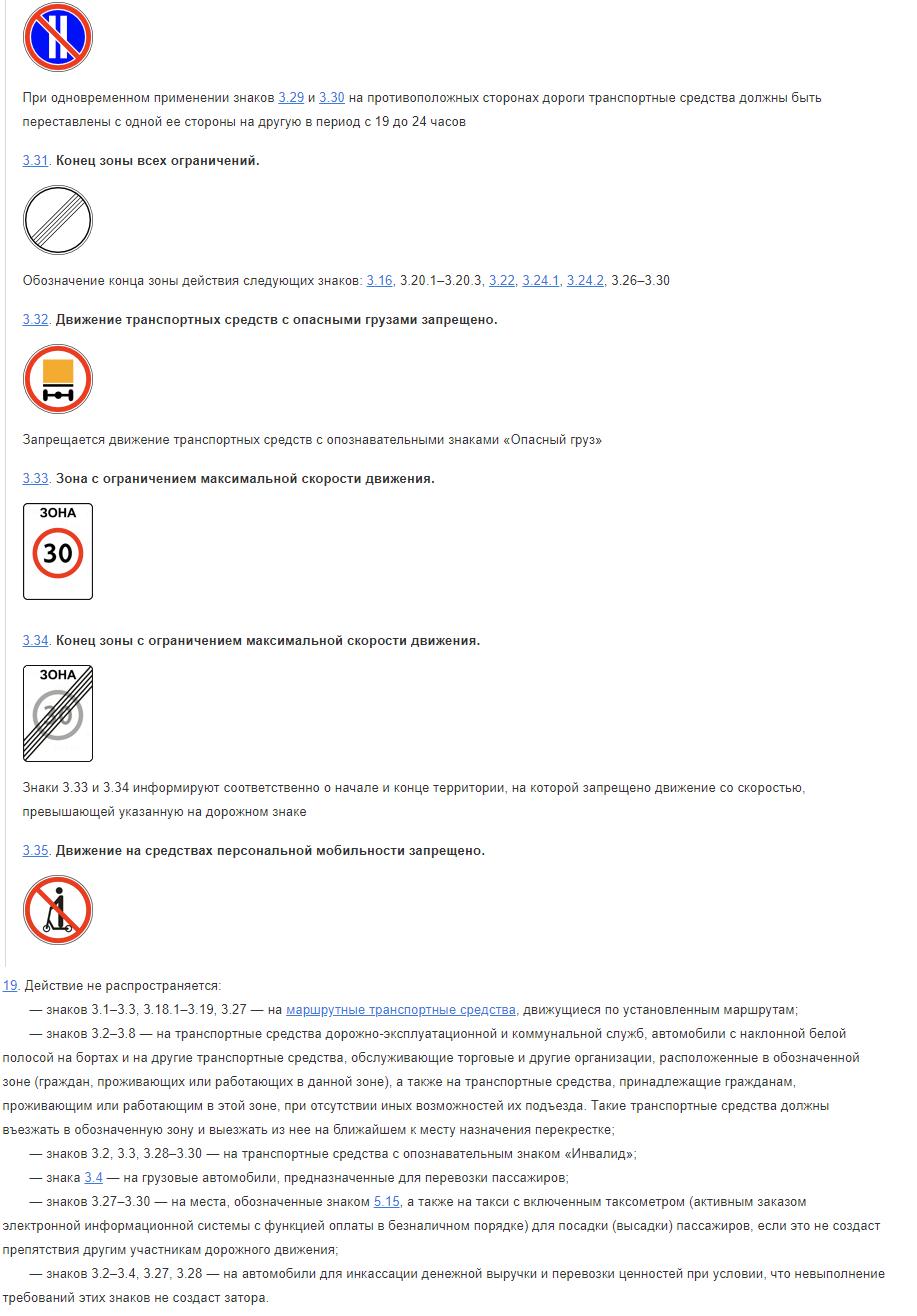 При одновременном применении знаков 3.29 и 3.30 на противоположных сторонах дороги транспортные средства должны быть
переставлены с одной ее стороны на другую в период с 19 до 24 часов
3.31. Конец зоны всех ограничений.
Обозначение конца зоны действия следующих знаков: 3.16, 3.20.1–3.20.3, 3.22, 3.24.1, 3.24.2, 3.26–3.30
3.32. Движение транспортных средств с опасными грузами запрещено.
Запрещается движение транспортных средств с опознавательными знаками «Опасный груз»
3.33. Зона с ограничением максимальной скорости движения.
ЗОНА
30
3.34. Конец зоны с ограничением максимальной скорости движения.
ЗОНА
30
Знаки 3.33 и 3.34 информируют соответственно о начале и конце территории, на которой запрещено движение со скоростью,
превышающей указанную на дорожном знаке
3.35. Движение на средствах персональной мобильности запрещено.
19. Действие не распространяется:
— знаков 3.1–3.3, 3.18.1–3.19, 3.27 — на маршрутные транспортные средства, движущиеся по установленным маршрутам;
— знаков 3.2–3.8 — на транспортные средства дорожно-эксплуатационной и коммунальной служб, автомобили с наклонной белой
полосой на бортах и на другие транспортные средства, обслуживающие торговые и другие организации, расположенные в обозначенной
зоне (граждан, проживающих или работающих в данной зоне), а также на транспортные средства, принадлежащие гражданам,
проживающим или работающим в этой зоне, при отсутствии иных возможностей их подъезда. Такие транспортные средства должны
въезжать в обозначенную зону и выезжать из нее на ближайшем к месту назначения перекрестке;
— знаков 3.2, 3.3, 3.28–3.30 — на транспортные средства с опознавательным знаком «Инвалид»;
— знака 3.4 — на грузовые автомобили, предназначенные для перевозки пассажиров;
— знаков 3.27–3.30 — на места, обозначенные знаком 5.15, а также на такси с включенным таксометром (активным заказом
электронной информационной системы с функцией оплаты в безналичном порядке) для посадки (высадки) пассажиров, если это не создаст
препятствия другим участникам дорожного движения;
— знаков 3.2–3.4, 3.27, 3.28 — на автомобили для инкассации денежной выручки и перевозки ценностей при условии, что невыполнение
требований этих знаков не создаст затора.